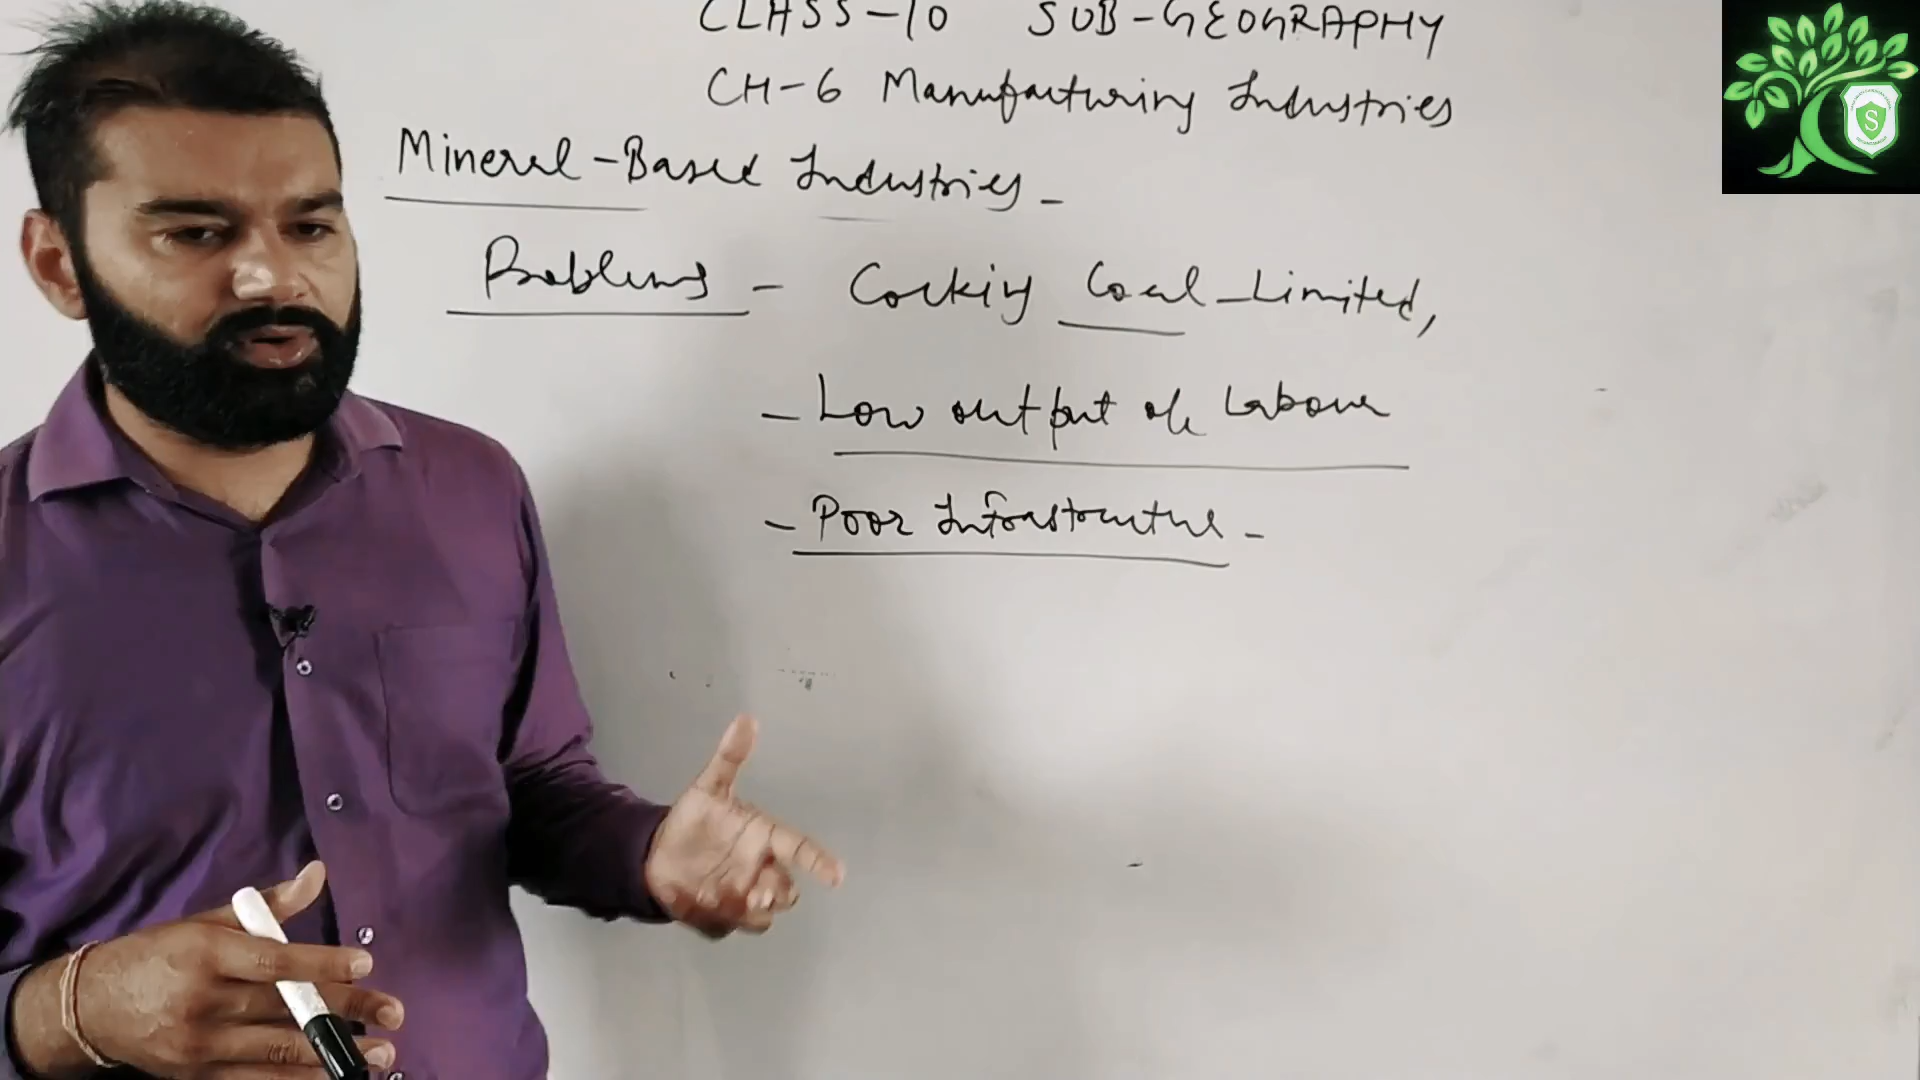 CLASS-10 SUB-GEOGRAPHY
CH-6 Manufacturing Industries
Mineral-Based Industries -
Problems - Cocking Coal - Limited,
- Low output of Labour
- Poor Infrastructure -
S